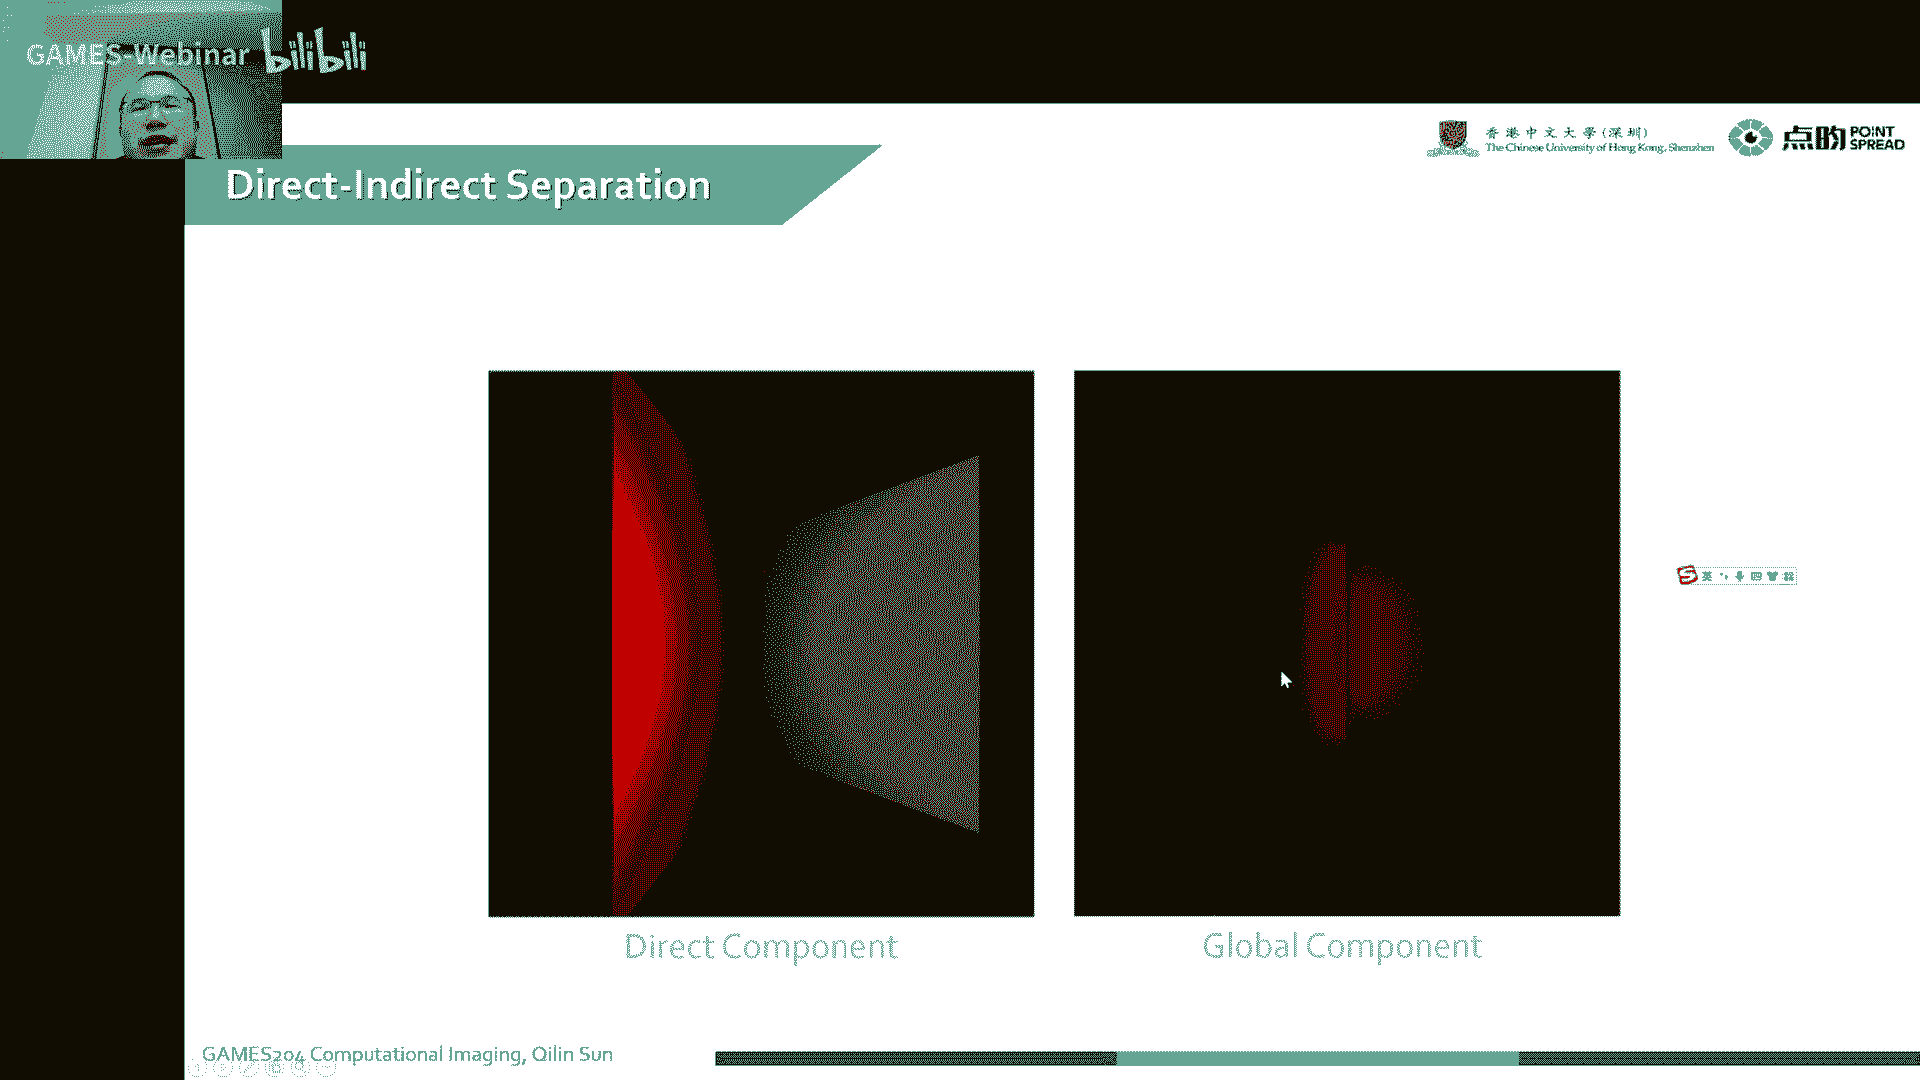 GAMES-Webinar bilibili
香港中文大學(深圳)
The Chinese University of Hong Kong, Shenzhen
点昀 POINT SPREAD
Direct-Indirect Separation
英
Direct Component
Global Component
GAMES204 Computational Imaging, Qilin Sun